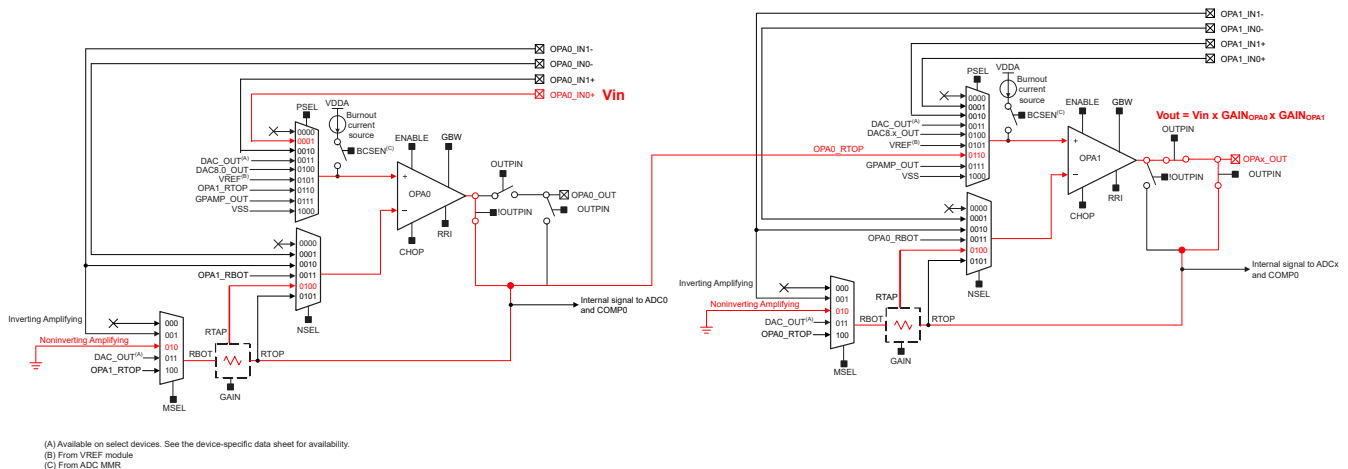 OPA0_IN1-
OPA0_IN0-
OPA0_IN1+
OPA0_IN0+ Vin
PSEL
VDDA
Burnout
current
source
BCSEN(C)
0000
0001
0010
0011
0100
0101
0110
0111
1000
DAC_OUT(A)
DAC8.0_OUT
VREF(B)
OPA1_RTOP
GPAMP_OUT
VSS
ENABLE
GBW
+
OPA0
−
CHOP
RRI
OUTPIN
!OUTPIN
OPA0_OUT
OUTPIN
0000
0001
0010
0011
0100
0101
OPA1_RBOT
NSEL
RTAP
Inverting Amplifying
Noninverting Amplifying
DAC_OUT(A)
OPA1_RTOP
000
001
010
011
100
MSEL
RBOT
RTOP
GAIN
Internal signal to ADC0
and COMP0
OPA1_IN1-
OPA1_IN0-
OPA1_IN1+
OPA1_IN0+
PSEL
VDDA
Burnout
current
source
BCSEN(C)
0000
0001
0010
0011
0100
0101
0110
0111
1000
DAC_OUT(A)
DAC8.x_OUT
VREF(B)
OPA0_RTOP
GPAMP_OUT
VSS
ENABLE
GBW
+
OPA1
−
CHOP
RRI
Vout = Vin x GAINOPA0 x GAINOPA1
OUTPIN
!OUTPIN
OPAx_OUT
OUTPIN
0000
0001
0010
0011
0100
0101
OPA0_RBOT
NSEL
RTAP
Inverting Amplifying
Noninverting Amplifying
DAC_OUT(A)
OPA0_RTOP
000
001
010
011
100
MSEL
RBOT
RTOP
GAIN
Internal signal to ADCx
and COMP0
(A) Available on select devices. See the device-specific data sheet for availability.
(B) From VREF module
(C) From ADC MMR